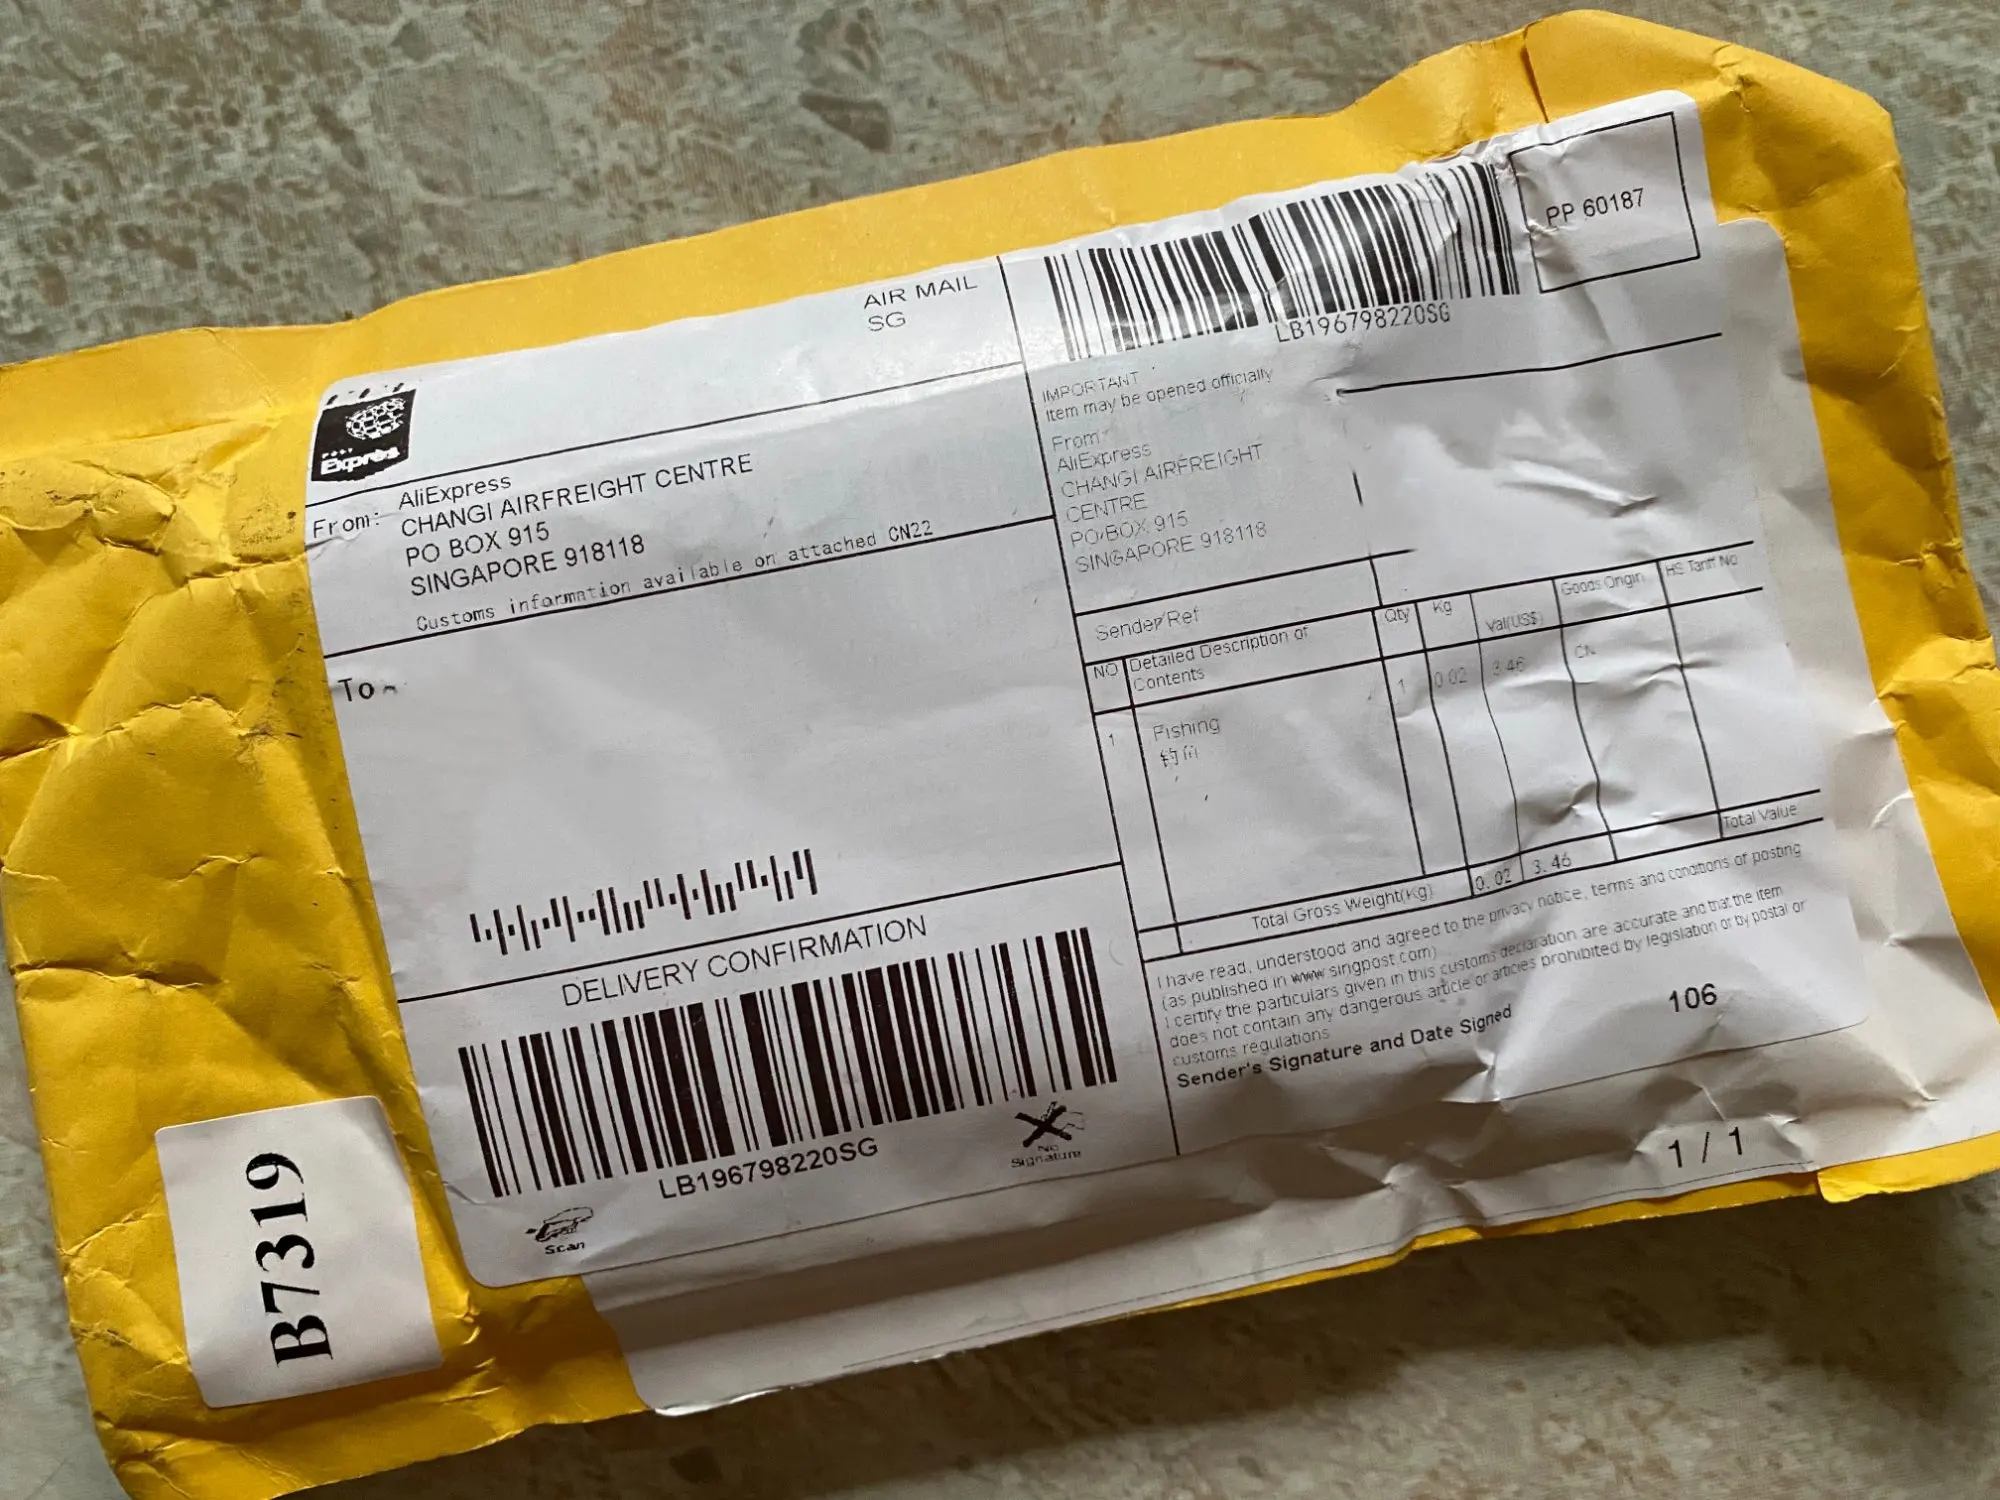 AIR MAIL
SG
Express
From:
AliExpress
CHANGI AIRFREIGHT CENTRE
PO BOX 915
SINGAPORE 918118
Customs information available on attached CN22
To
DELIVERY CONFIRMATION
LB196798220SG
Scan
No
Signature
B7319
LB196798220SG
PP 60187
IMPORTANT
Item may be opened officially
From
AliExpress
CHANGI AIRFREIGHT
CENTRE
PO BOX 915
SINGAPORE 918118
Sender/Ref
NO Detailed Description of Contents Qty Kg Val(US$) Goods Origin HS Tariff No
1 Fishing 1 0.02 3.46 CN
Total Gross Weight(Kg) 0.02 3.46 Total Value
I have read, understood and agreed to the privacy notice, terms and conditions of posting
(as published in www.singpost.com)
I certify the particulars given in this customs declaration are accurate and that the item
does not contain any dangerous article or articles prohibited by legislation or by postal or
customs regulations
Sender's Signature and Date Signed
106
1 / 1